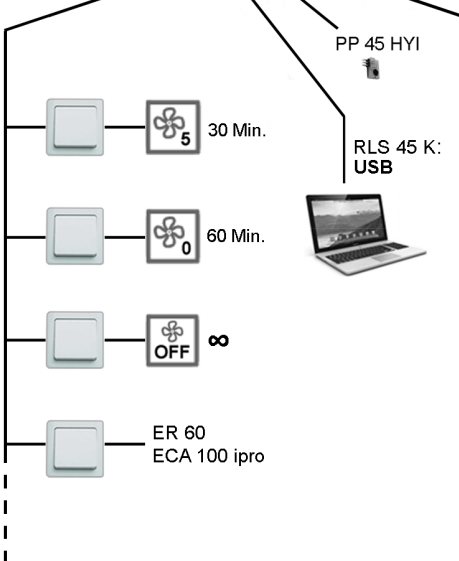 PP 45 HYI
5 30 Min.
RLS 45 K:
USB
0 60 Min.
OFF ∞
ER 60
ECA 100 ipro